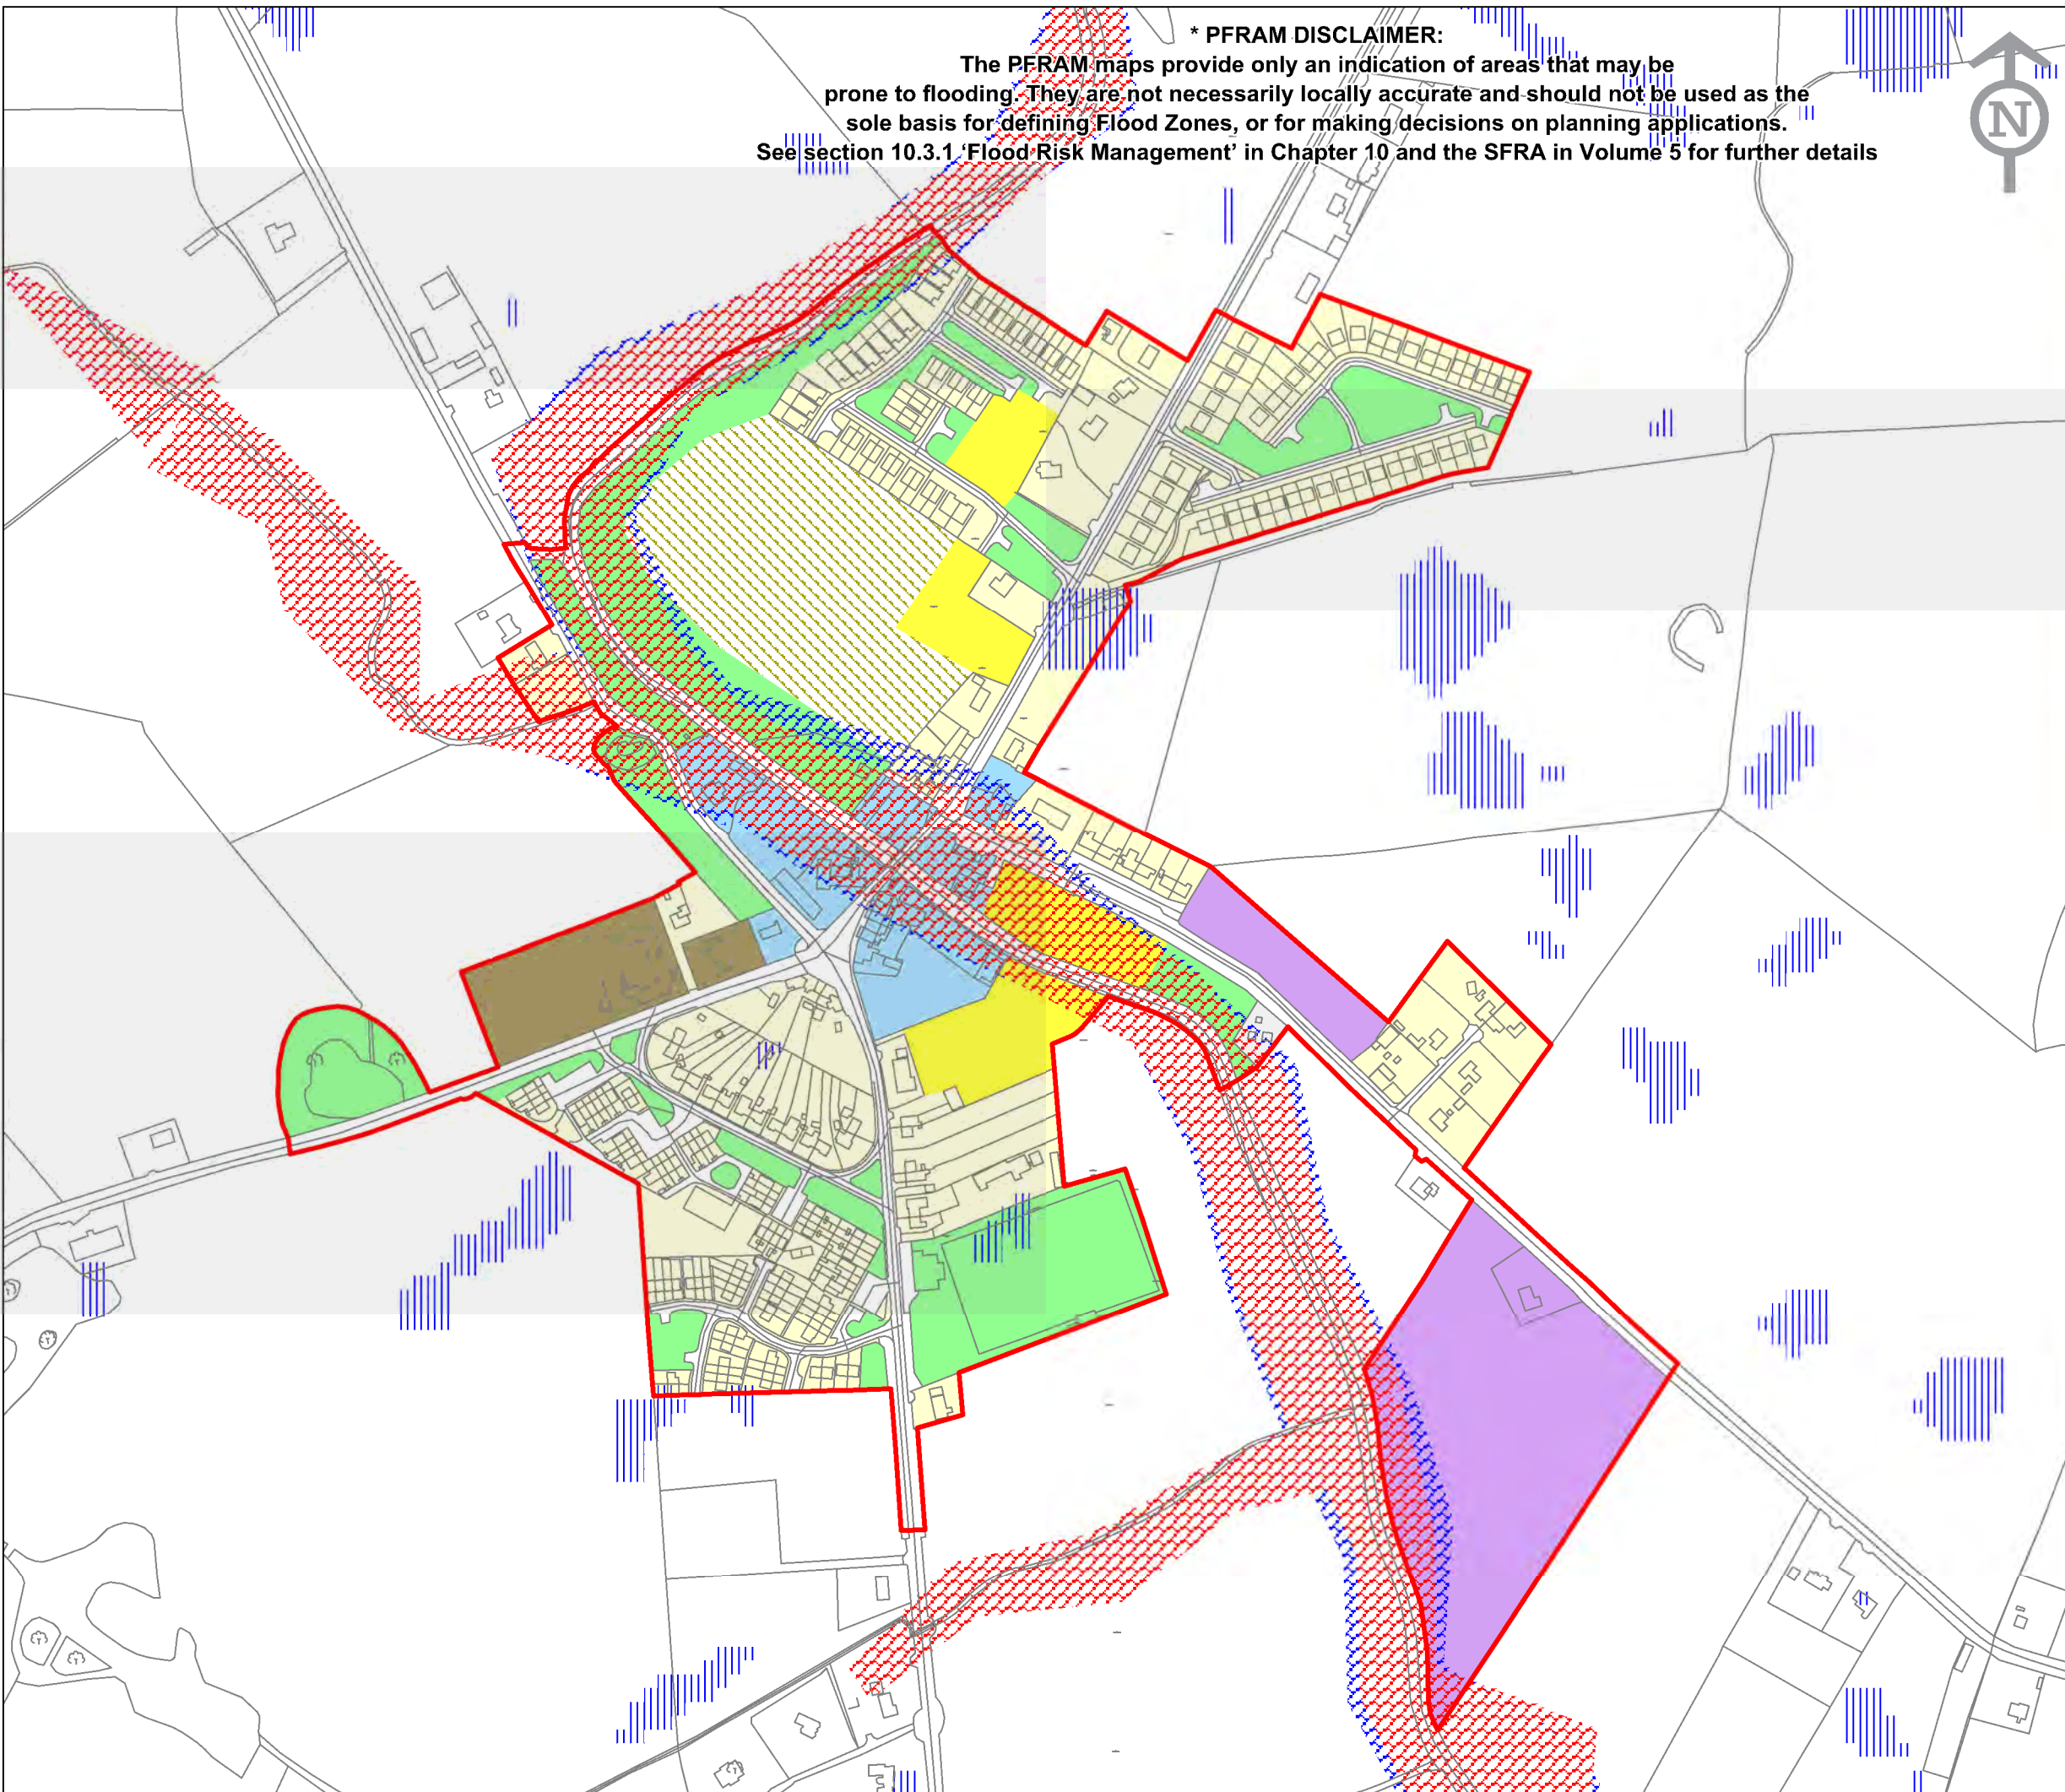 * PFRAM DISCLAIMER:
The PFRAM maps provide only an indication of areas that may be
prone to flooding. They are not necessarily locally accurate and should not be used as the
sole basis for defining Flood Zones, or for making decisions on planning applications.
See section 10.3.1 ‘Flood Risk Management’ in Chapter 10 and the SFRA in Volume 5 for further details
N